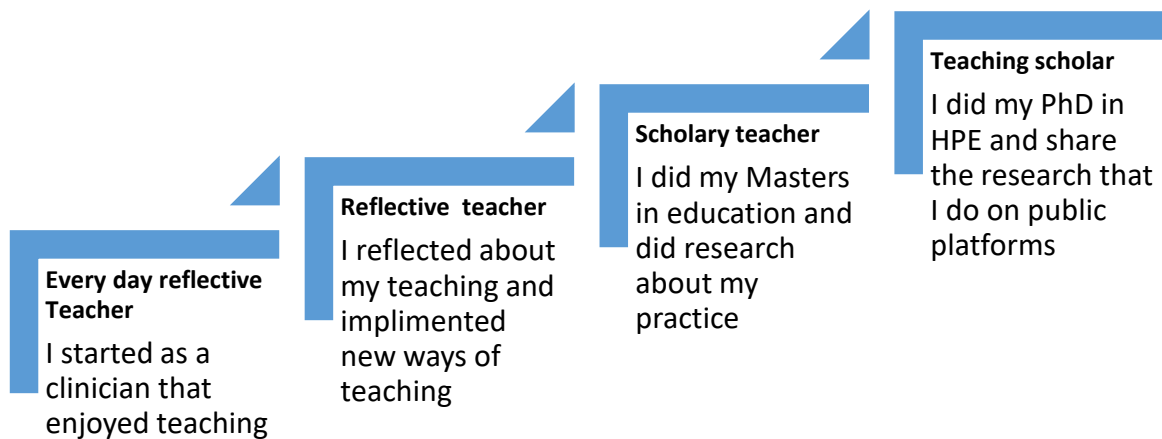 Every day reflective
Teacher
I started as a
clinician that
enjoyed teaching
Reflective  teacher
I reflected about
my teaching and
implimented
new ways of
teaching
Scholary teacher
I did my Masters
in education and
did research
about my
practice
Teaching scholar
I did my PhD in
HPE and share
the research that
I do on public
platforms